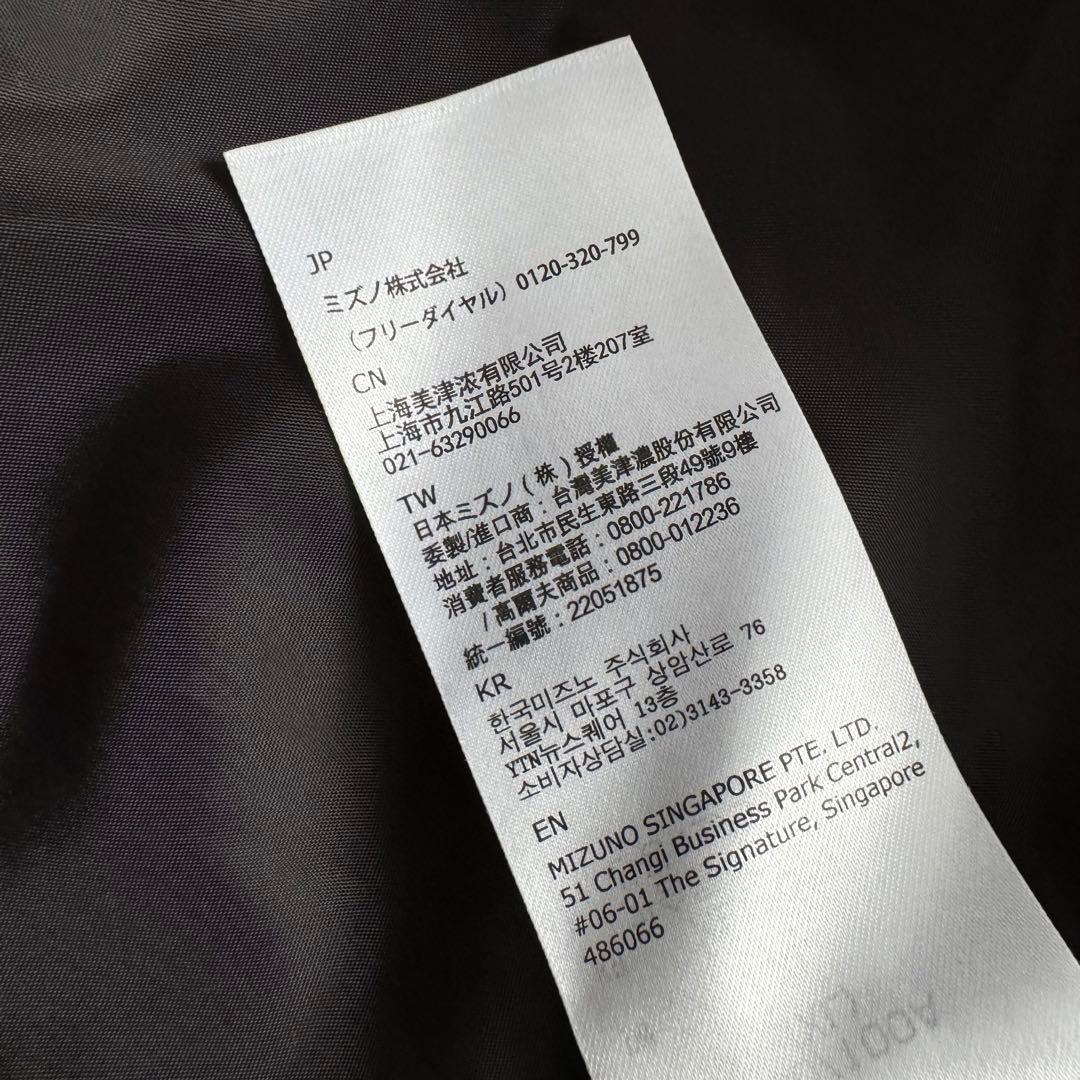 JP
ミズノ株式会社
（フリーダイヤル）0120-320-799
CN
上海美津浓有限公司
上海市九江路501号2楼207室
021-63290066
TW
日本ミズノ(株)授權
委製/進口商：台灣美津濃股份有限公司
地址：台北市民生東路三段49號9樓
消費者服務電話：0800-221786
/高爾夫商品：0800-012236
統一編號：22051875
KR
한국미즈노 주식회사
서울시 마포구 상암산로 76
YTN뉴스퀘어 13층
소비자상담실:02)3143-3358
EN
MIZUNO SINGAPORE PTE. LTD.
51 Changi Business Park Central2,
#06-01 The Signature, Singapore
486066